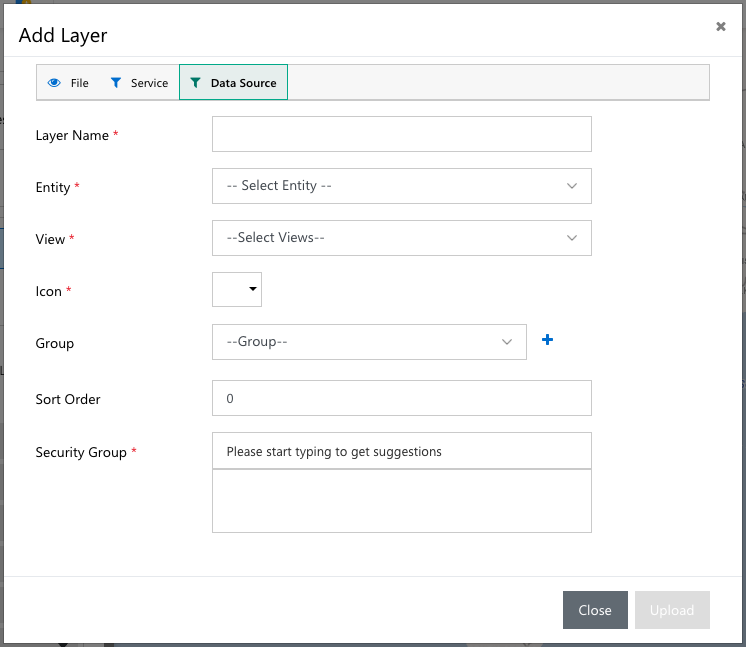 Add Layer
File Service Data Source
Layer Name *
Entity * -- Select Entity --
View * --Select Views--
Icon *
Group --Group--
Sort Order 0
Security Group * Please start typing to get suggestions
Close Upload